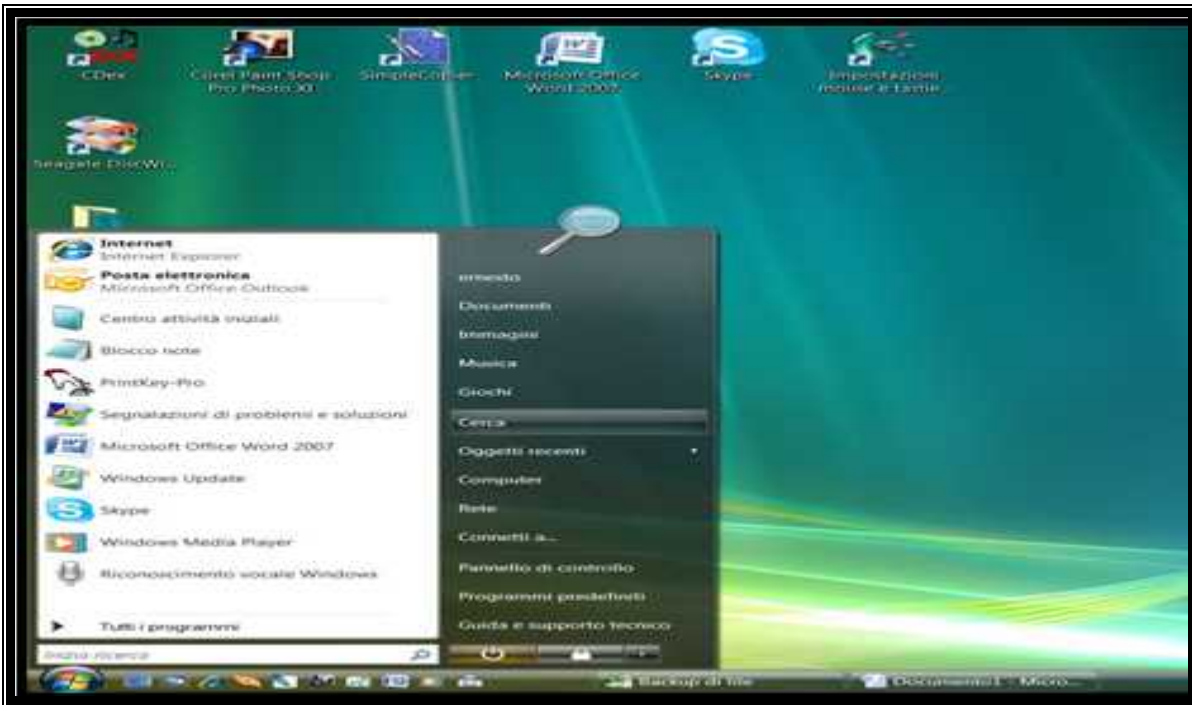 CDex
Corel Paint Shop
Pro Photo XI
SimpleCopier
Microsoft Office
Word 2007
Skype
Impostazioni
mouse e tastie...
Seagate DiscWi...
Internet
Internet Explorer
Posta elettronica
Microsoft Office Outlook
Centro attività iniziali
Blocco note
PrintKey-Pro
Segnalazioni di problemi e soluzioni
Microsoft Office Word 2007
Windows Update
Skype
Windows Media Player
Riconoscimento vocale Windows
Tutti i programmi
Inizia ricerca
ernesto
Documenti
Immagini
Musica
Giochi
Cerca
Oggetti recenti
Computer
Rete
Connetti a...
Pannello di controllo
Programmi predefiniti
Guida e supporto tecnico
Backup di file
Documento1 - Micro...